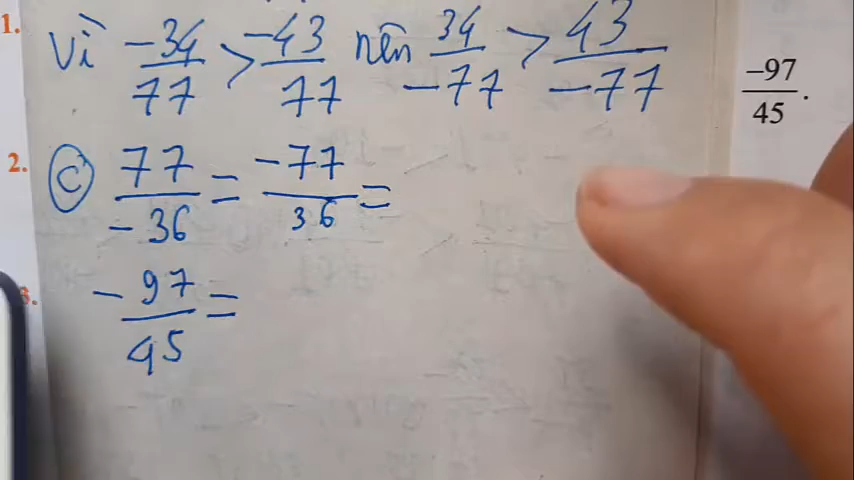 1.
Vì -34/77 > -43/77 nên 34/-77 > 43/-77
-97/45.
2. c) 77/-36 = -77/36 =
3. -97/45 =